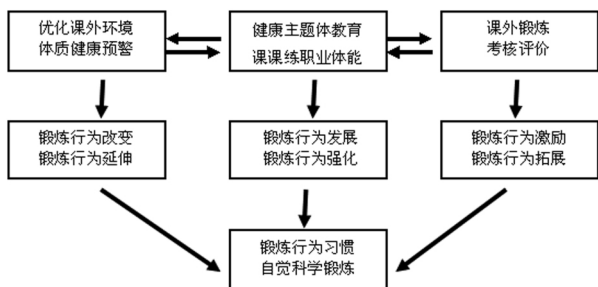 优化课外环境
体质健康预警
健康主题体教育
课课练职业体能
课外锻炼
考核评价
锻炼行为改变
锻炼行为延伸
锻炼行为发展
锻炼行为强化
锻炼行为激励
锻炼行为拓展
锻炼行为习惯
自觉科学锻炼